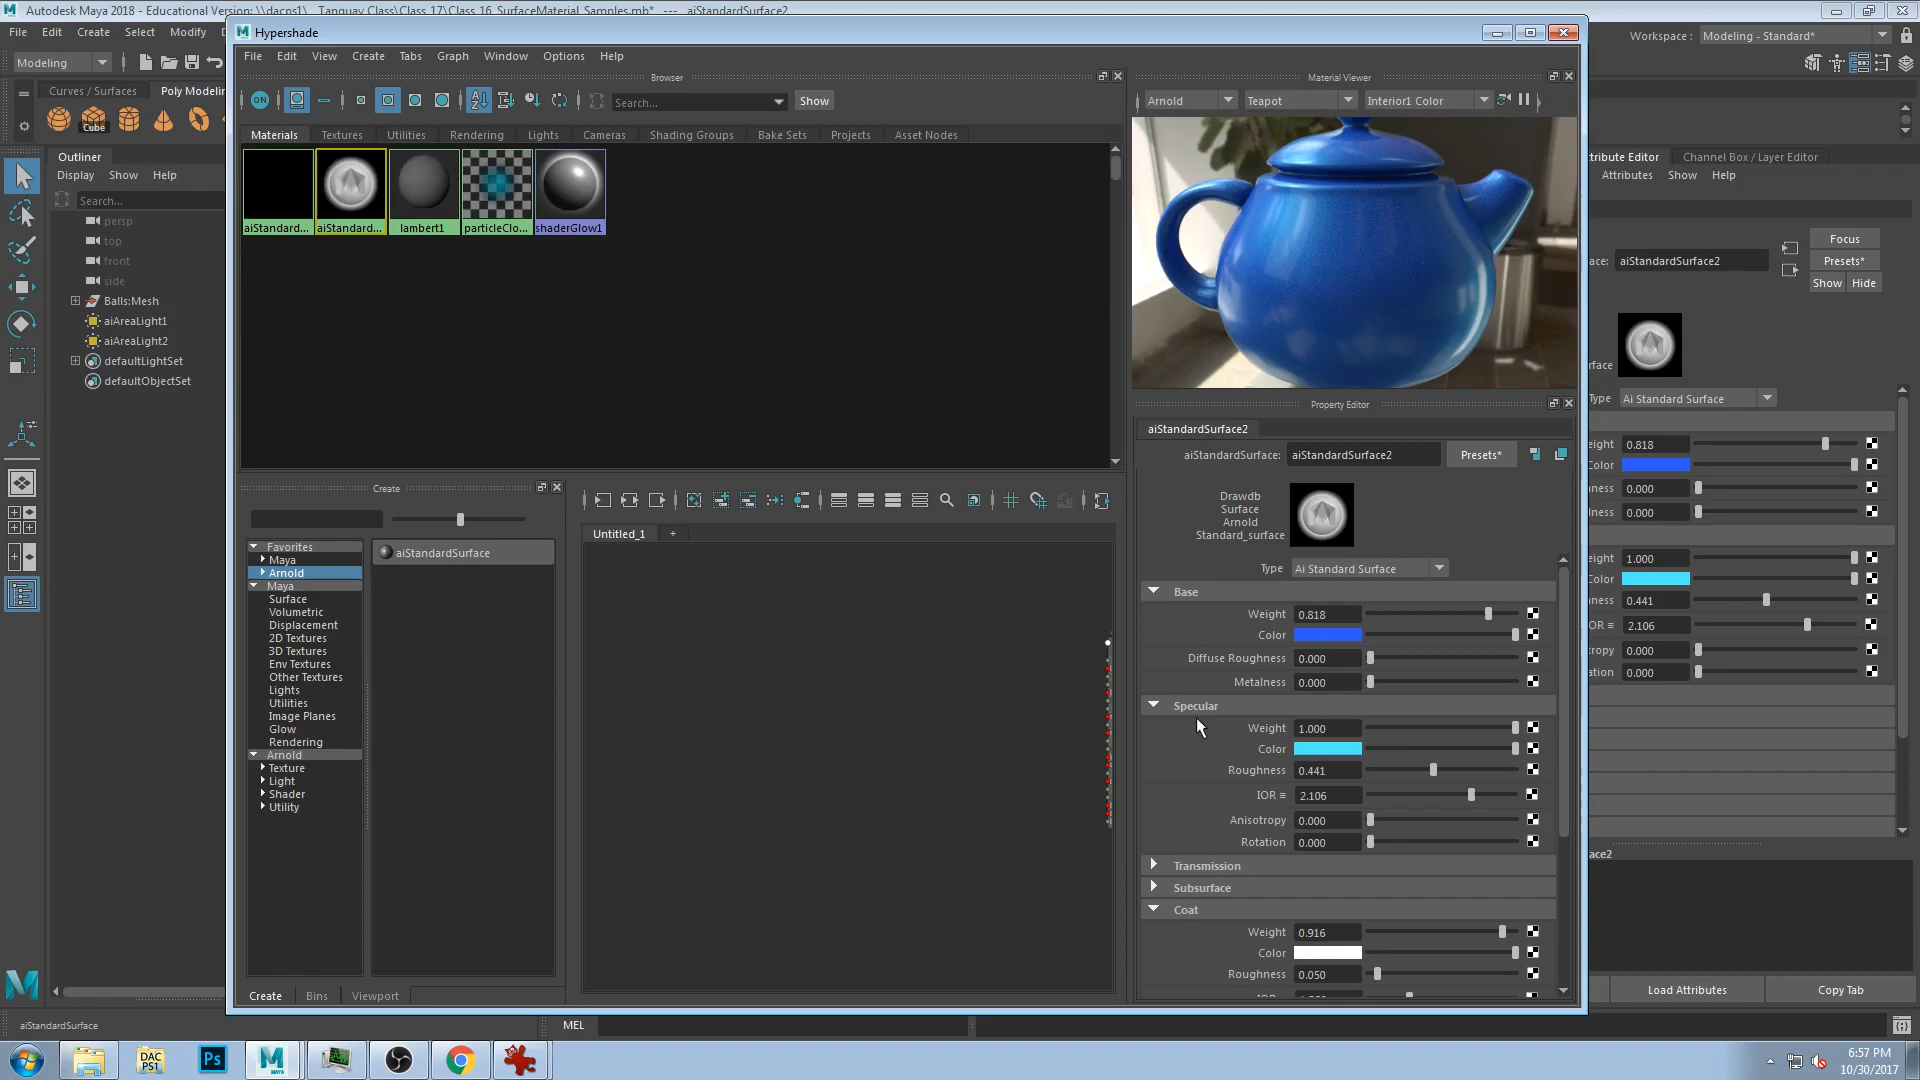 Autodesk Maya 2018 - Educational Version: \\dacps1\_Tanquay Class\Class 17\Class 16_SurfaceMaterial_Samples.mb* --- aiStandardSurface2
File Edit Create Select Modify
Workspace : Modeling - Standard*
Modeling
Curves / Surfaces Poly Modelin
Cube
Outliner
Display Show Help
Search...
persp
top
front
side
Balls:Mesh
aiAreaLight1
aiAreaLight2
defaultLightSet
defaultObjectSet
Hypershade
File Edit View Create Tabs Graph Window Options Help
Browser
ON
Search...
Show
Materials Textures Utilities Rendering Lights Cameras Shading Groups Bake Sets Projects Asset Nodes
aiStandard... aiStandard... lambert1 particleClo... shaderGlow1
Material Viewer
Arnold Teapot Interior1 Color
Create
Favorites
Maya
Arnold
Maya
Surface
Volumetric
Displacement
2D Textures
3D Textures
Env Textures
Other Textures
Lights
Utilities
Image Planes
Glow
Rendering
Arnold
Texture
Light
Shader
Utility
aiStandardSurface
Create Bins Viewport
Untitled_1 +
Property Editor
aiStandardSurface2
aiStandardSurface: aiStandardSurface2 Presets*
Drawdb
Surface
Arnold
Standard_surface
Type Ai Standard Surface
Base
Weight 0.818
Color
Diffuse Roughness 0.000
Metalness 0.000
Specular
Weight 1.000
Color
Roughness 0.441
IOR ≡ 2.106
Anisotropy 0.000
Rotation 0.000
Transmission
Subsurface
Coat
Weight 0.916
Color
Roughness 0.050
tribute Editor Channel Box / Layer Editor
Attributes Show Help
Focus
ace: aiStandardSurface2 Presets*
Show Hide
rface
Type Ai Standard Surface
eight 0.818
Color
hness 0.000
lness 0.000
eight 1.000
Color
hness 0.441
OR ≡ 2.106
ropy 0.000
ation 0.000
ace2
Load Attributes Copy Tab
aiStandardSurface
MEL
DAC
PS1
Ps
MAYA
6:57 PM
10/30/2017